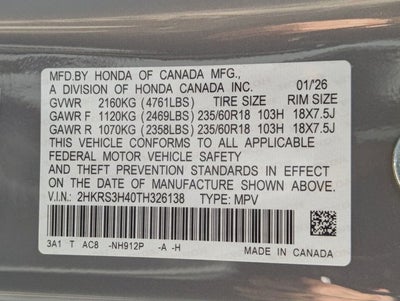 MFD.BY HONDA OF CANADA MFG.,
A DIVISION OF HONDA CANADA INC. 01/26
GVWR 2160KG (4761LBS) TIRE SIZE RIM SIZE
GAWR F 1120KG (2469LBS) 235/60R18 103H 18X7.5J
GAWR R 1070KG (2358LBS) 235/60R18 103H 18X7.5J
THIS VEHICLE CONFORMS TO ALL APPLICABLE
FEDERAL MOTOR VEHICLE SAFETY
AND THEFT PREVENTION STANDARDS IN EFFECT ON
THE DATE OF MANUFACTURE SHOWN ABOVE.
V.I.N.: 2HKRS3H40TH326138 TYPE: MPV
3A1 T AC8 -NH912P -A -H
MADE IN CANADA